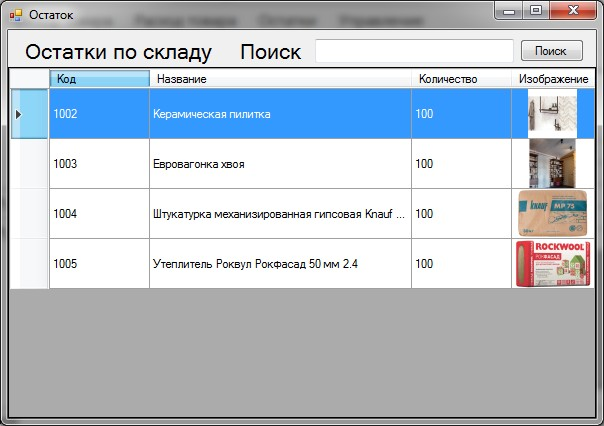 Остаток
Расход товара Остатки Управление
Остатки по складу Поиск Поиск
Код Название Количество Изображение
1002 Керамическая пилитка 100
1003 Евровагонка хвоя 100
1004 Штукатурка механизированная гипсовая Knauf ... 100
knauf MP 75
1005 Утеплитель Роквул Рокфасад 50 мм 2.4 100
ROCKWOOL
РОКФАСАД